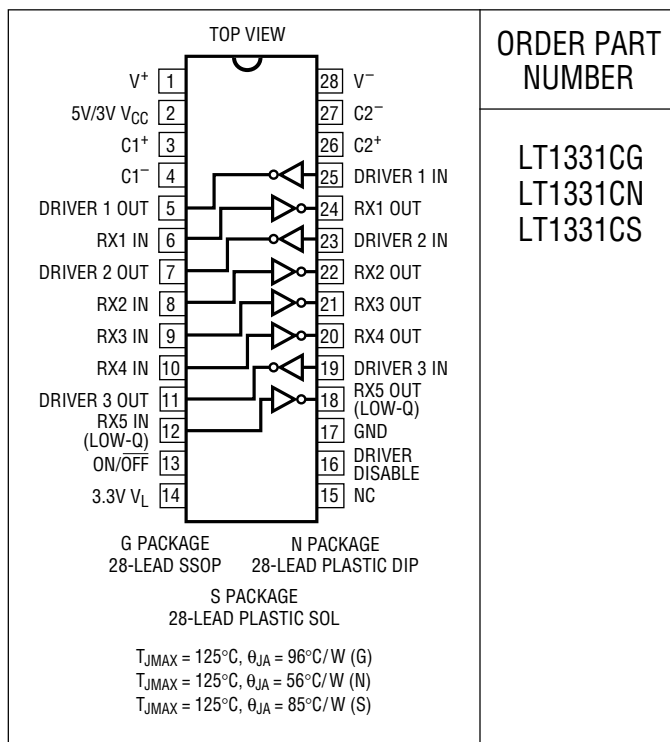 TOP VIEW
V+ 1
5V/3V VCC 2
C1+ 3
C1− 4
DRIVER 1 OUT 5
RX1 IN 6
DRIVER 2 OUT 7
RX2 IN 8
RX3 IN 9
RX4 IN 10
DRIVER 3 OUT 11
RX5 IN
(LOW-Q) 12
ON/O̅F̅F̅ 13
3.3V VL 14
28 V−
27 C2−
26 C2+
25 DRIVER 1 IN
24 RX1 OUT
23 DRIVER 2 IN
22 RX2 OUT
21 RX3 OUT
20 RX4 OUT
19 DRIVER 3 IN
18 RX5 OUT
(LOW-Q)
17 GND
16 DRIVER
DISABLE
15 NC
G PACKAGE
28-LEAD SSOP
N PACKAGE
28-LEAD PLASTIC DIP
S PACKAGE
28-LEAD PLASTIC SOL
TJMAX = 125°C, θJA = 96°C/W (G)
TJMAX = 125°C, θJA = 56°C/W (N)
TJMAX = 125°C, θJA = 85°C/W (S)
ORDER PART
NUMBER
LT1331CG
LT1331CN
LT1331CS